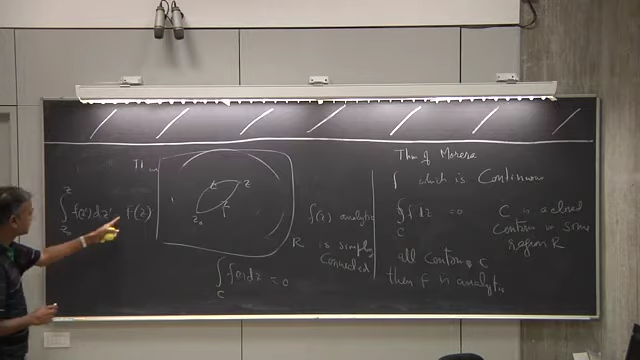 z
∫ f(z')dz' F(z)
z₀
Th
z
z₀
f(z) analytic
R is simply
Connected
∫ f(z)dz = 0
C
Thm of Morera
f which is Continuous
∮ f dz = 0
C
C is a closed
Contour in some
region R
all Contours C
then f is analytic